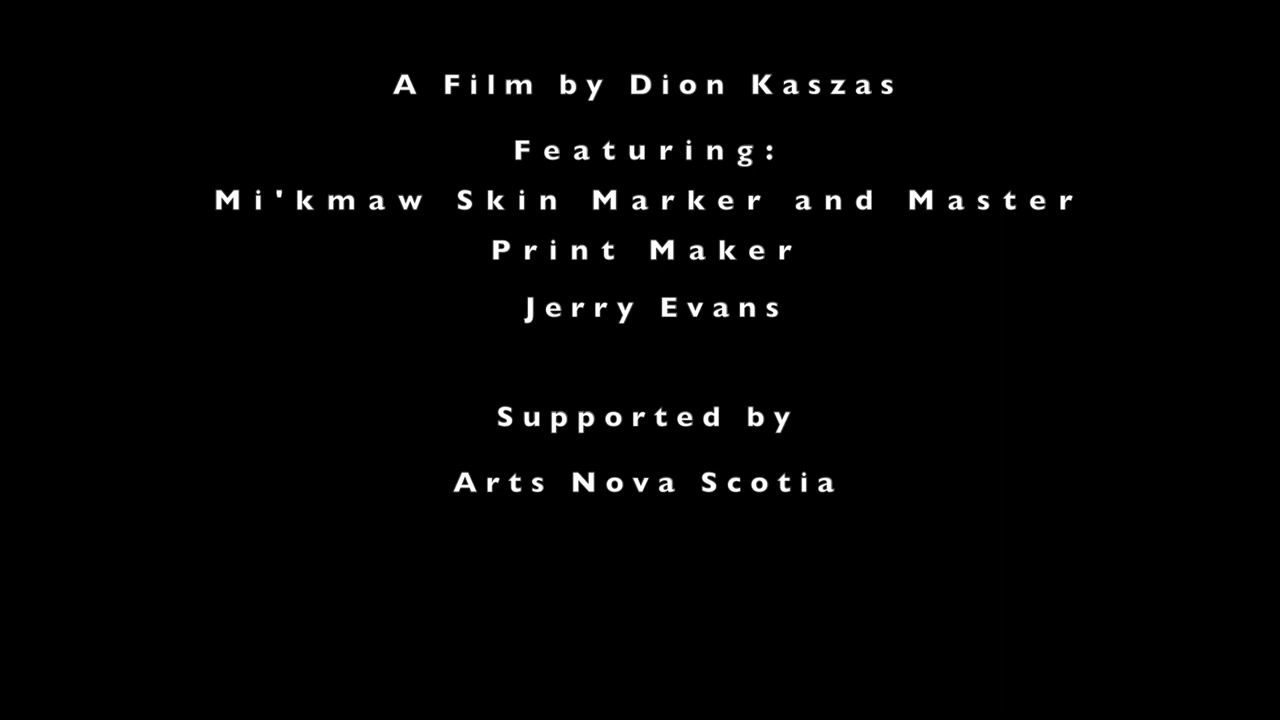 A Film by Dion Kaszas
Featuring:
Mi'kmaw Skin Marker and Master
Print Maker
Jerry Evans
Supported by
Arts Nova Scotia